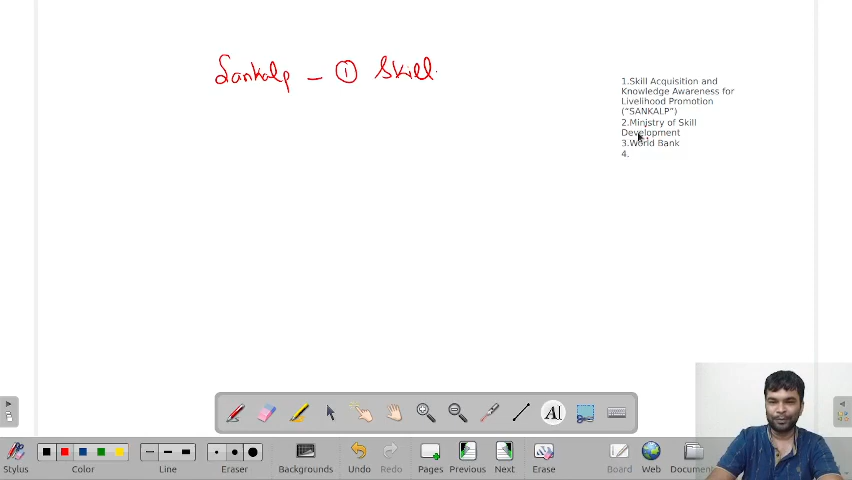 Sankalp - ① Skill
1.Skill Acquisition and
Knowledge Awareness for
Livelihood Promotion
(“SANKALP”)
2.Ministry of Skill
Development
3.World Bank
4.
Stylus
Color
Line
Eraser
Backgrounds
Undo
Redo
Pages
Previous
Next
Erase
Board
Web
Document